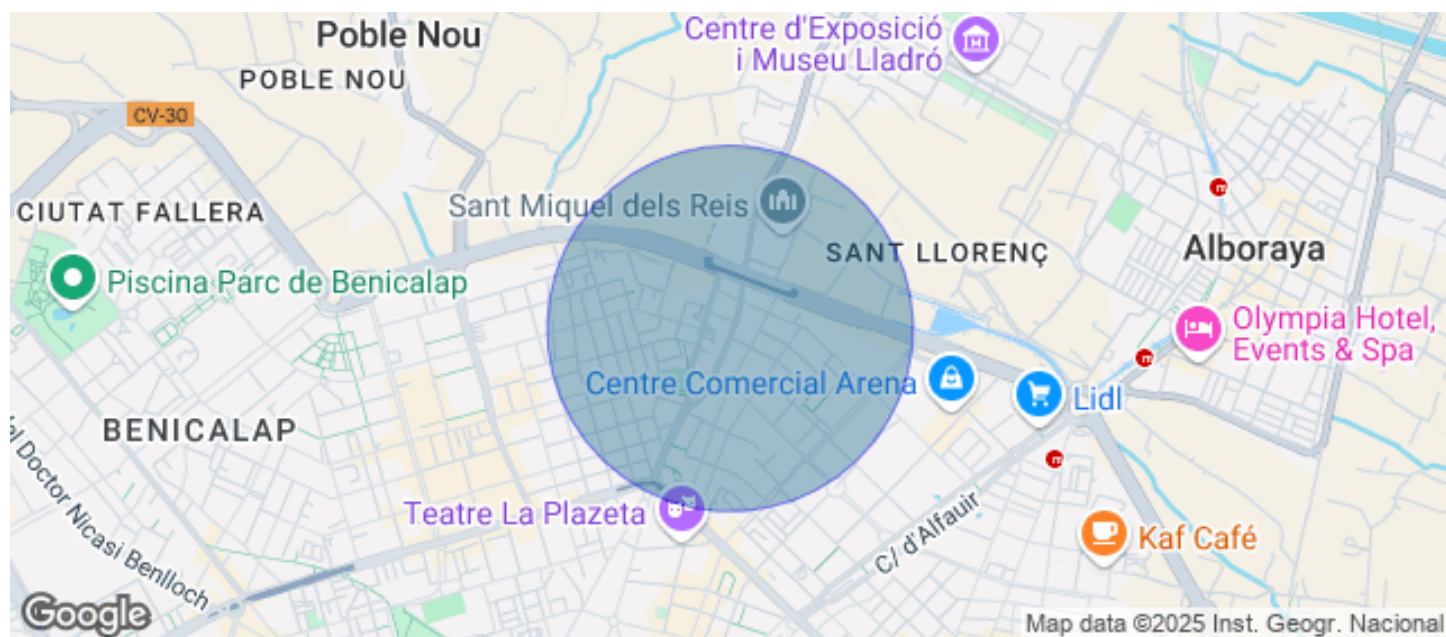 Poble Nou
POBLE NOU
Centre d'Exposició
i Museu Lladró
CV-30
CIUTAT FALLERA
Sant Miquel dels Reis
SANT LLORENÇ
Alboraya
Piscina Parc de Benicalap
Olympia Hotel,
Events & Spa
Centre Comercial Arena
Lidl
BENICALAP
Teatre La Plazeta
C/ d'Alfauir
Kaf Café
Doctor Nicasi Benlloch
Google
Map data ©2025 Inst. Geogr. Nacional